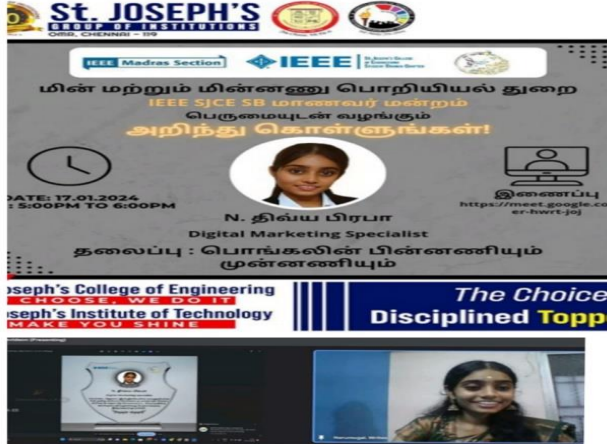 St. JOSEPH'S
GROUP OF INSTITUTIONS
OMR, CHENNAI - 119
IEEE Madras Section
IEEE
மின் மற்றும் மின்னணு பொறியியல் துறை
IEEE SJCE SB மாணவர் மன்றம்
பெருமையுடன் வழங்கும்
அறிந்து கொள்ளுங்கள்!
DATE: 17.01.2024
: 5:00PM TO 6:00PM
இணைப்பு
https://meet.google.co
er-hwrt-joj
N. திவ்ய பிரபா
Digital Marketing Specialist
தலைப்பு : பொங்கலின் பின்னணியும்
முன்னணியும்
oseph's College of Engineering
CHOOSE, WE DO IT
oseph's Institute of Technology
MAKE YOU SHINE
The Choice
Disciplined Topp